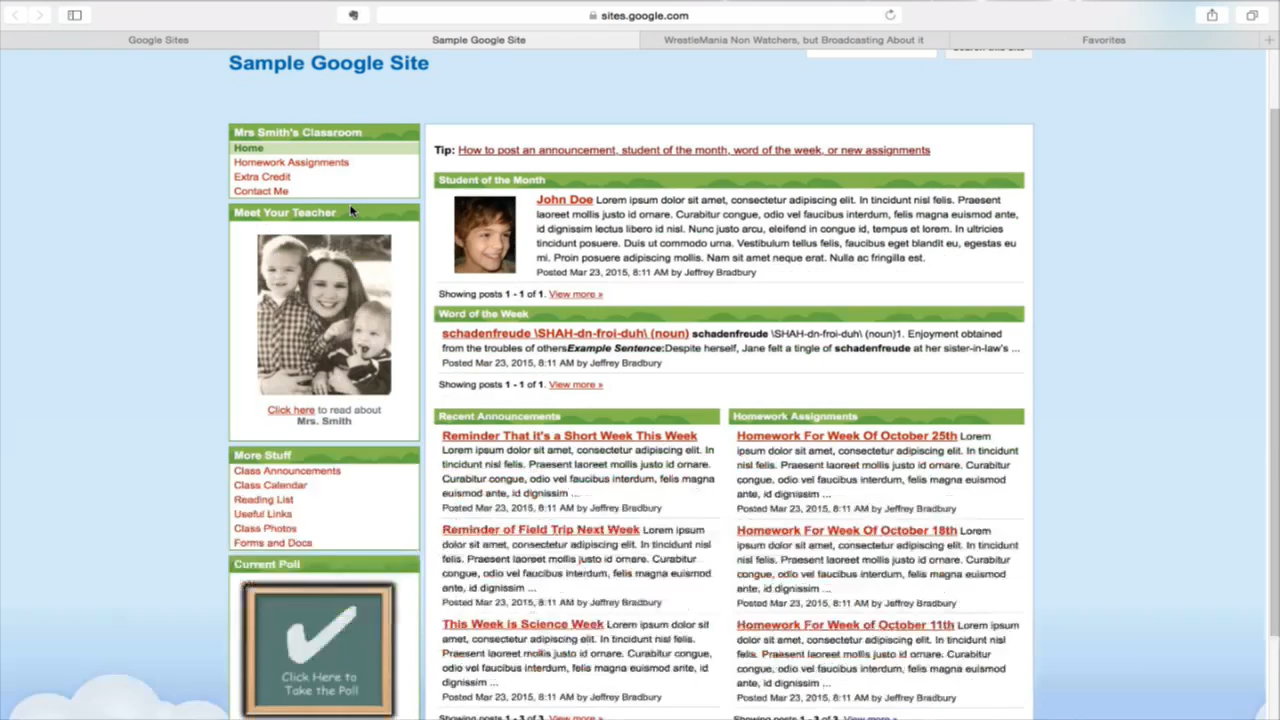 sites.google.com
Google Sites
Sample Google Site
WrestleMania Non Watchers, but Broadcasting About it
Favorites
Sample Google Site
Mrs Smith's Classroom
Home
Homework Assignments
Extra Credit
Contact Me
Meet Your Teacher
Click here to read about
Mrs. Smith
More Stuff
Class Announcements
Class Calendar
Reading List
Useful Links
Class Photos
Forms and Docs
Current Poll
Click Here to
Take the Poll
Tip: How to post an announcement, student of the month, word of the week, or new assignments
Student of the Month
John Doe Lorem ipsum dolor sit amet, consectetur adipiscing elit. In tincidunt nisl felis. Praesent
laoreet mollis justo id ornare. Curabitur congue, odio vel faucibus interdum, felis magna euismod ante,
id dignissim lectus libero id nisl. Nunc justo arcu, eleifend in congue id, tempus et lorem. In ultricies
tincidunt posuere. Duis ut commodo urna. Vestibulum tellus felis, faucibus eget blandit eu, egestas eu
mi. Proin posuere adipiscing mollis. Nam sit amet neque erat. Nulla ac fringilla est.
Posted Mar 23, 2015, 8:11 AM by Jeffrey Bradbury
Showing posts 1 - 1 of 1. View more »
Word of the Week
schadenfreude \SHAH-dn-froi-duh\ (noun) schadenfreude \SHAH-dn-froi-duh\ (noun)1. Enjoyment obtained
from the troubles of othersExample Sentence:Despite herself, Jane felt a tingle of schadenfreude at her sister-in-law's ...
Posted Mar 23, 2015, 8:11 AM by Jeffrey Bradbury
Showing posts 1 - 1 of 1. View more »
Recent Announcements
Reminder That it's a Short Week This Week
Lorem ipsum dolor sit amet, consectetur adipiscing elit. In
tincidunt nisl felis. Praesent laoreet mollis justo id ornare.
Curabitur congue, odio vel faucibus interdum, felis magna
euismod ante, id dignissim ...
Posted Mar 23, 2015, 8:11 AM by Jeffrey Bradbury
Reminder of Field Trip Next Week Lorem ipsum
dolor sit amet, consectetur adipiscing elit. In tincidunt nisl
felis. Praesent laoreet mollis justo id ornare. Curabitur
congue, odio vel faucibus interdum, felis magna euismod
ante, id dignissim ...
Posted Mar 23, 2015, 8:11 AM by Jeffrey Bradbury
This Week is Science Week Lorem ipsum dolor sit
amet, consectetur adipiscing elit. In tincidunt nisl felis.
Praesent laoreet mollis justo id ornare. Curabitur congue,
odio vel faucibus interdum, felis magna euismod ante, id
dignissim ...
Posted Mar 23, 2015, 8:11 AM by Jeffrey Bradbury
Showing posts 1 - 3 of 3. View more »
Homework Assignments
Homework For Week Of October 25th Lorem
ipsum dolor sit amet, consectetur adipiscing elit. In tincidunt
nisl felis. Praesent laoreet mollis justo id ornare. Curabitur
congue, odio vel faucibus interdum, felis magna euismod
ante, id dignissim ...
Posted Mar 23, 2015, 8:11 AM by Jeffrey Bradbury
Homework For Week Of October 18th Lorem
ipsum dolor sit amet, consectetur adipiscing elit. In tincidunt
nisl felis. Praesent laoreet mollis justo id ornare. Curabitur
congue, odio vel faucibus interdum, felis magna euismod
ante, id dignissim ...
Posted Mar 23, 2015, 8:11 AM by Jeffrey Bradbury
Homework For Week of October 11th Lorem ipsum
dolor sit amet, consectetur adipiscing elit. In tincidunt nisl
felis. Praesent laoreet mollis justo id ornare. Curabitur
congue, odio vel faucibus interdum, felis magna euismod
ante, id dignissim ...
Posted Mar 23, 2015, 8:11 AM by Jeffrey Bradbury
Showing posts 1 - 3 of 3. View more »